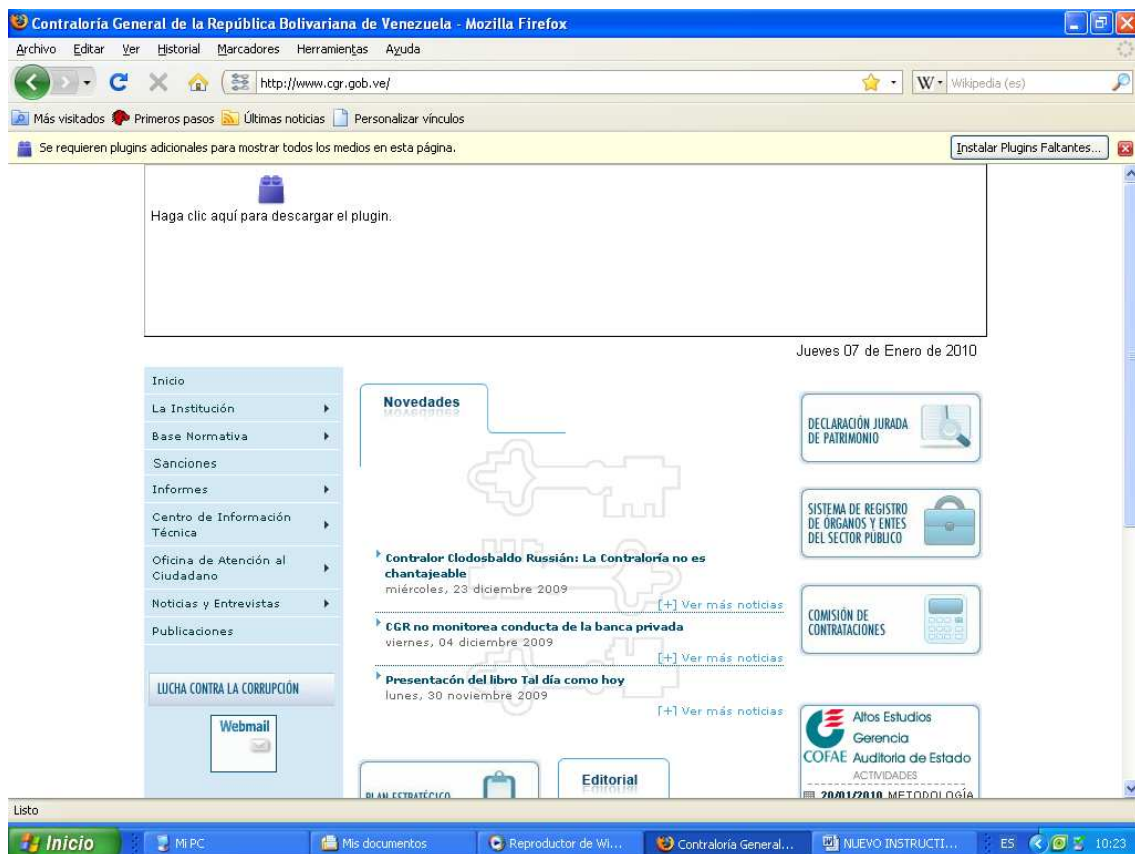 Contraloría General de la República Bolivariana de Venezuela - Mozilla Firefox
Archivo Editar Ver Historial Marcadores Herramientas Ayuda
http://www.cgr.gob.ve/
W Wikipedia (es)
Más visitados Primeros pasos Últimas noticias Personalizar vínculos
Se requieren plugins adicionales para mostrar todos los medios en esta página.
Instalar Plugins Faltantes...
Haga clic aquí para descargar el plugin.
Jueves 07 de Enero de 2010
Inicio
La Institución
Base Normativa
Sanciones
Informes
Centro de Información
Técnica
Oficina de Atención al
Ciudadano
Noticias y Entrevistas
Publicaciones
LUCHA CONTRA LA CORRUPCIÓN
Webmail
Novedades
Contralor Clodosbaldo Russián: La Contraloría no es
chantajeable
miércoles, 23 diciembre 2009
[+] Ver más noticias
CGR no monitorea conducta de la banca privada
viernes, 04 diciembre 2009
[+] Ver más noticias
Presentacón del libro Tal día como hoy
lunes, 30 noviembre 2009
[+] Ver más noticias
PLAN ESTRATÉGICO
Editorial
DECLARACIÓN JURADA
DE PATRIMONIO
SISTEMA DE REGISTRO
DE ÓRGANOS Y ENTES
DEL SECTOR PÚBLICO
COMISIÓN DE
CONTRATACIONES
Altos Estudios
Gerencia
COFAE Auditoria de Estado
ACTIVIDADES
20/01/2010 METODOLOGÍA
Listo
Inicio
Mi PC
Mis documentos
Reproductor de Wi...
Contraloría General...
NUEVO INSTRUCTI...
ES
10:23